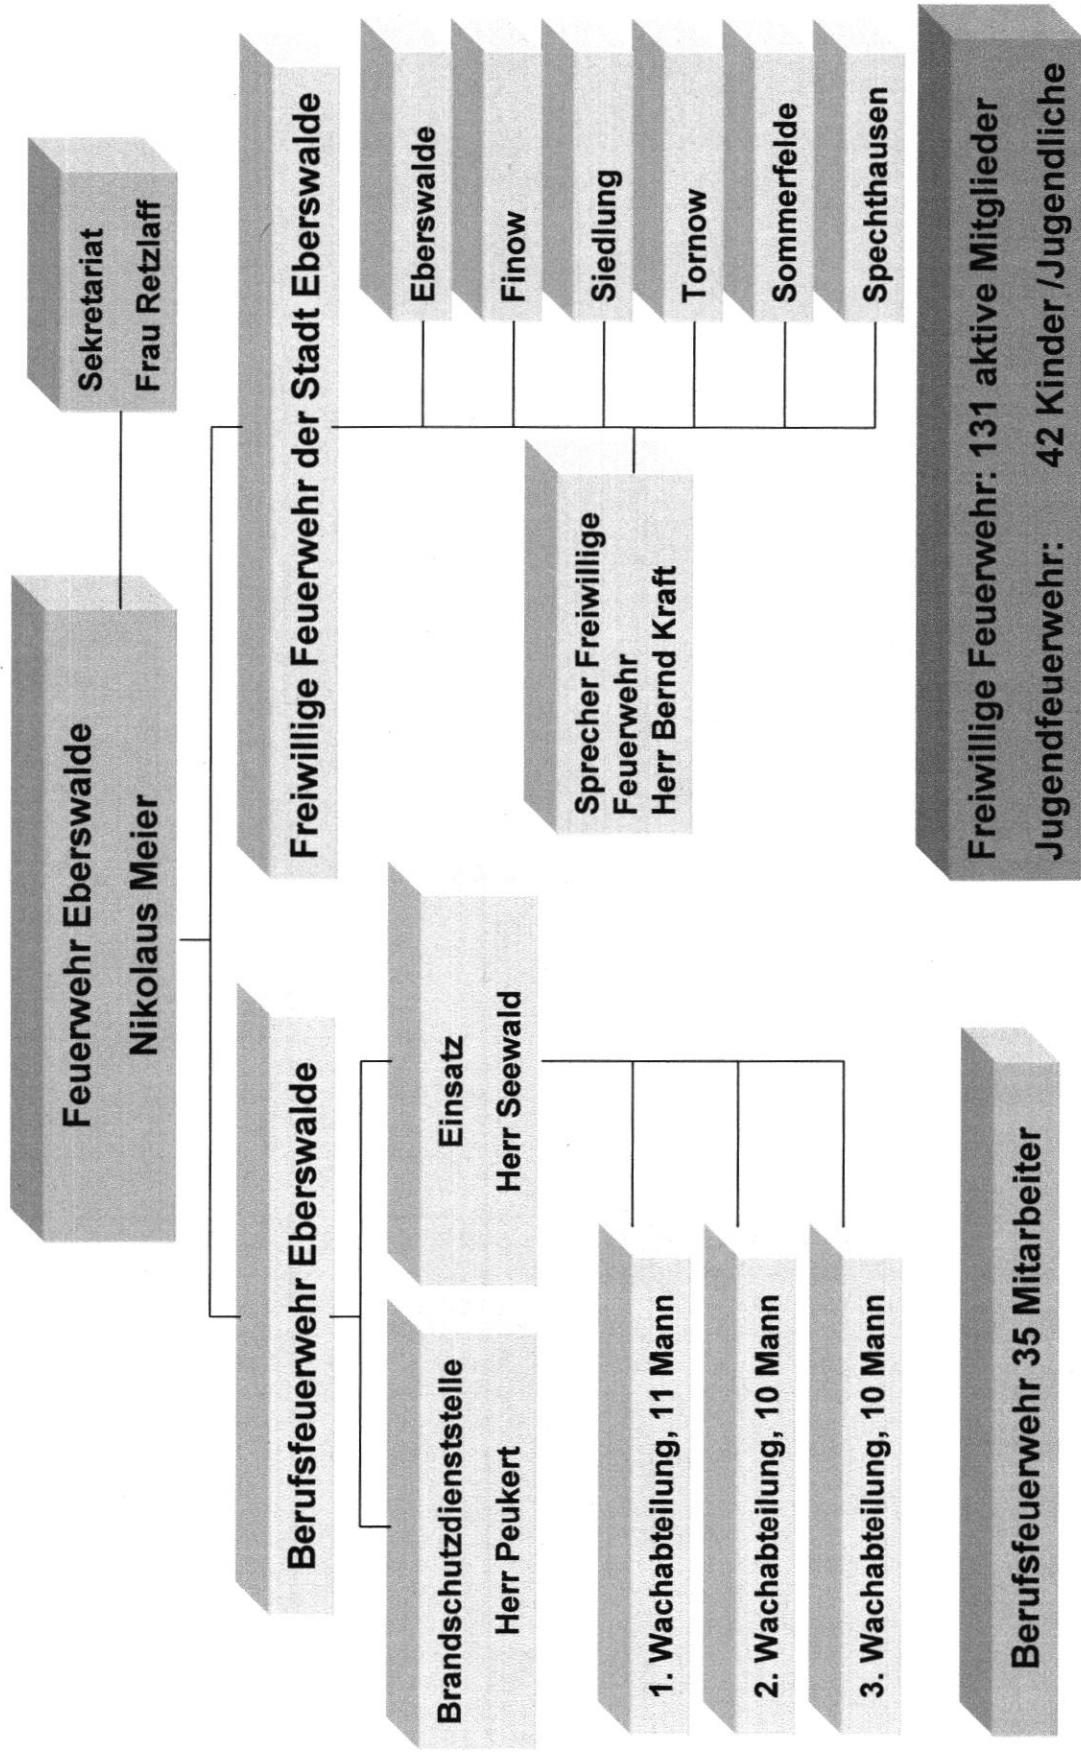 Feuerwehr Eberswalde
Nikolaus Meier
Sekretariat
Frau Retzlaff
Berufsfeuerwehr Eberswalde
Freiwillige Feuerwehr der Stadt Eberswalde
Brandschutzdienststelle
Herr Peukert
Einsatz
Herr Seewald
1. Wachabteilung, 11 Mann
2. Wachabteilung, 10 Mann
3. Wachabteilung, 10 Mann
Sprecher Freiwillige
Feuerwehr
Herr Bernd Kraft
Eberswalde
Finow
Siedlung
Tornow
Sommerfelde
Spechthausen
Berufsfeuerwehr 35 Mitarbeiter
Freiwillige Feuerwehr: 131 aktive Mitglieder
Jugendfeuerwehr: 42 Kinder /Jugendliche